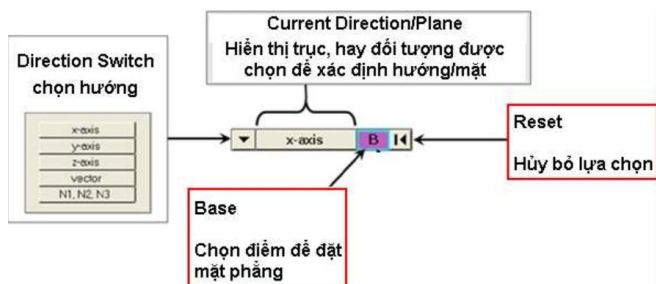 Current Direction/Plane
Hiển thị trục, hay đối tượng được
chọn để xác định hướng/mặt
Direction Switch
chọn hướng
x-axis
y-axis
z-axis
vector
N1, N2, N3
x-axis
B
Reset
Hủy bỏ lựa chọn
Base
Chọn điểm để đặt
mặt phẳng